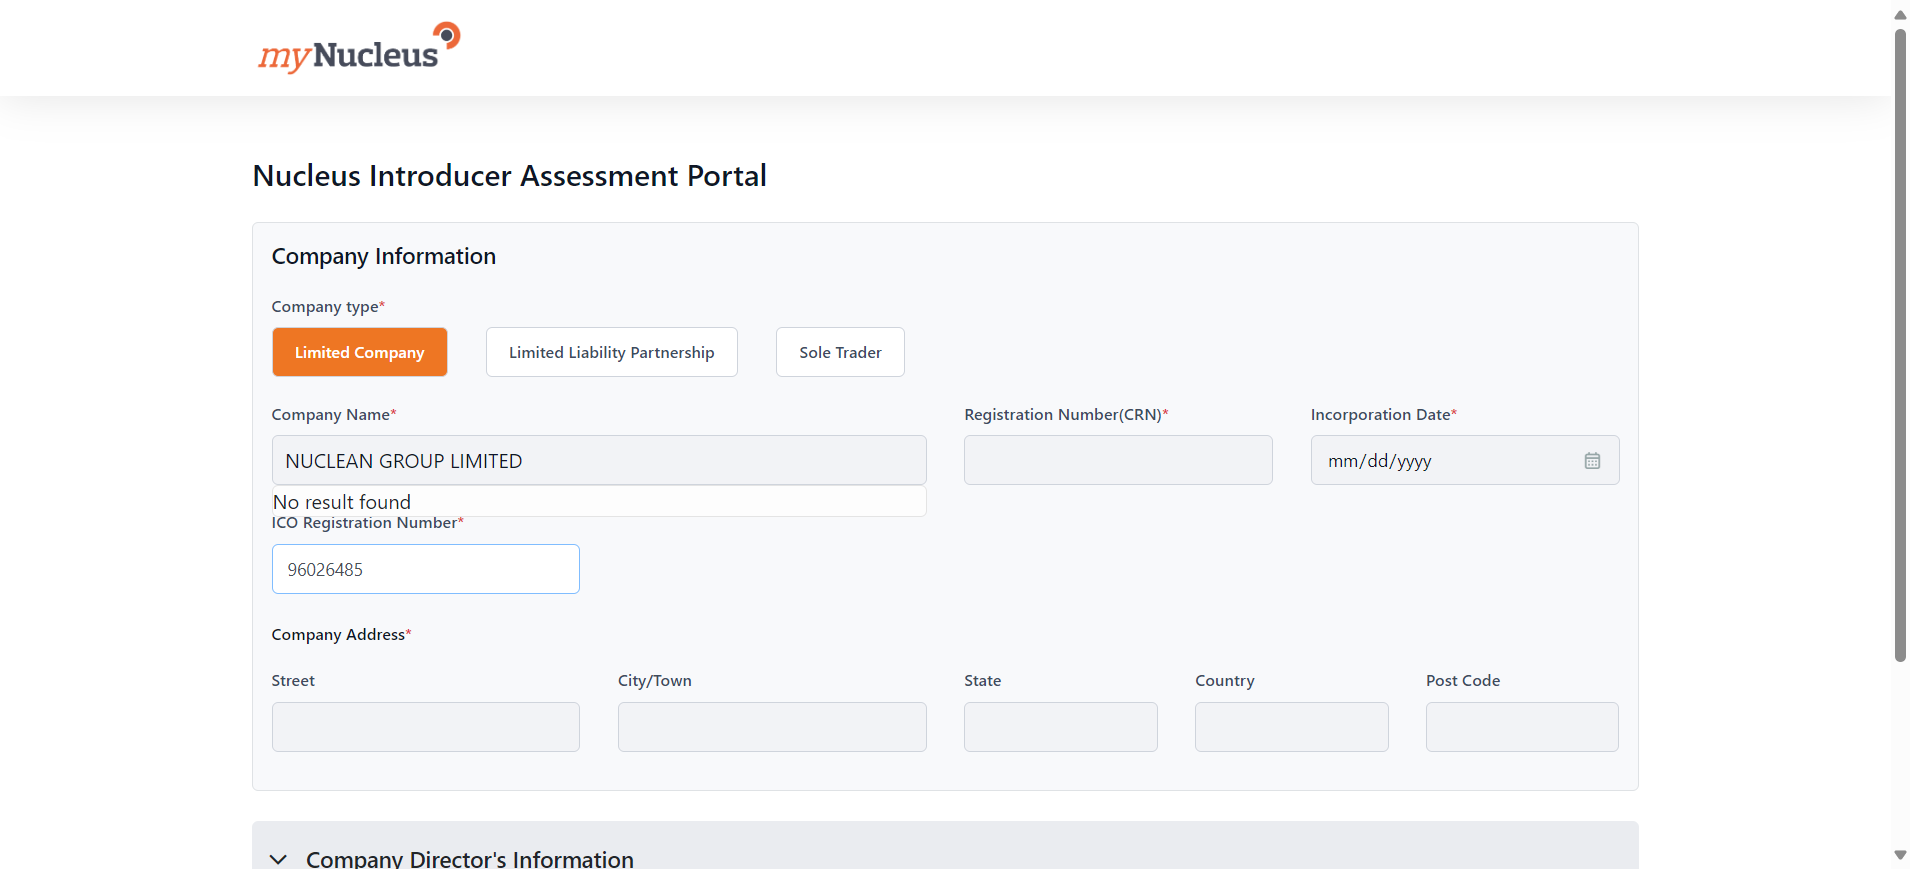 myNucleus
Nucleus Introducer Assessment Portal
Company Information
Company type*
Limited Company
Limited Liability Partnership
Sole Trader
Company Name*
Registration Number(CRN)*
Incorporation Date*
NUCLEAN GROUP LIMITED
mm/dd/yyyy
No result found
ICO Registration Number*
96026485
Company Address*
Street
City/Town
State
Country
Post Code
Company Director's Information